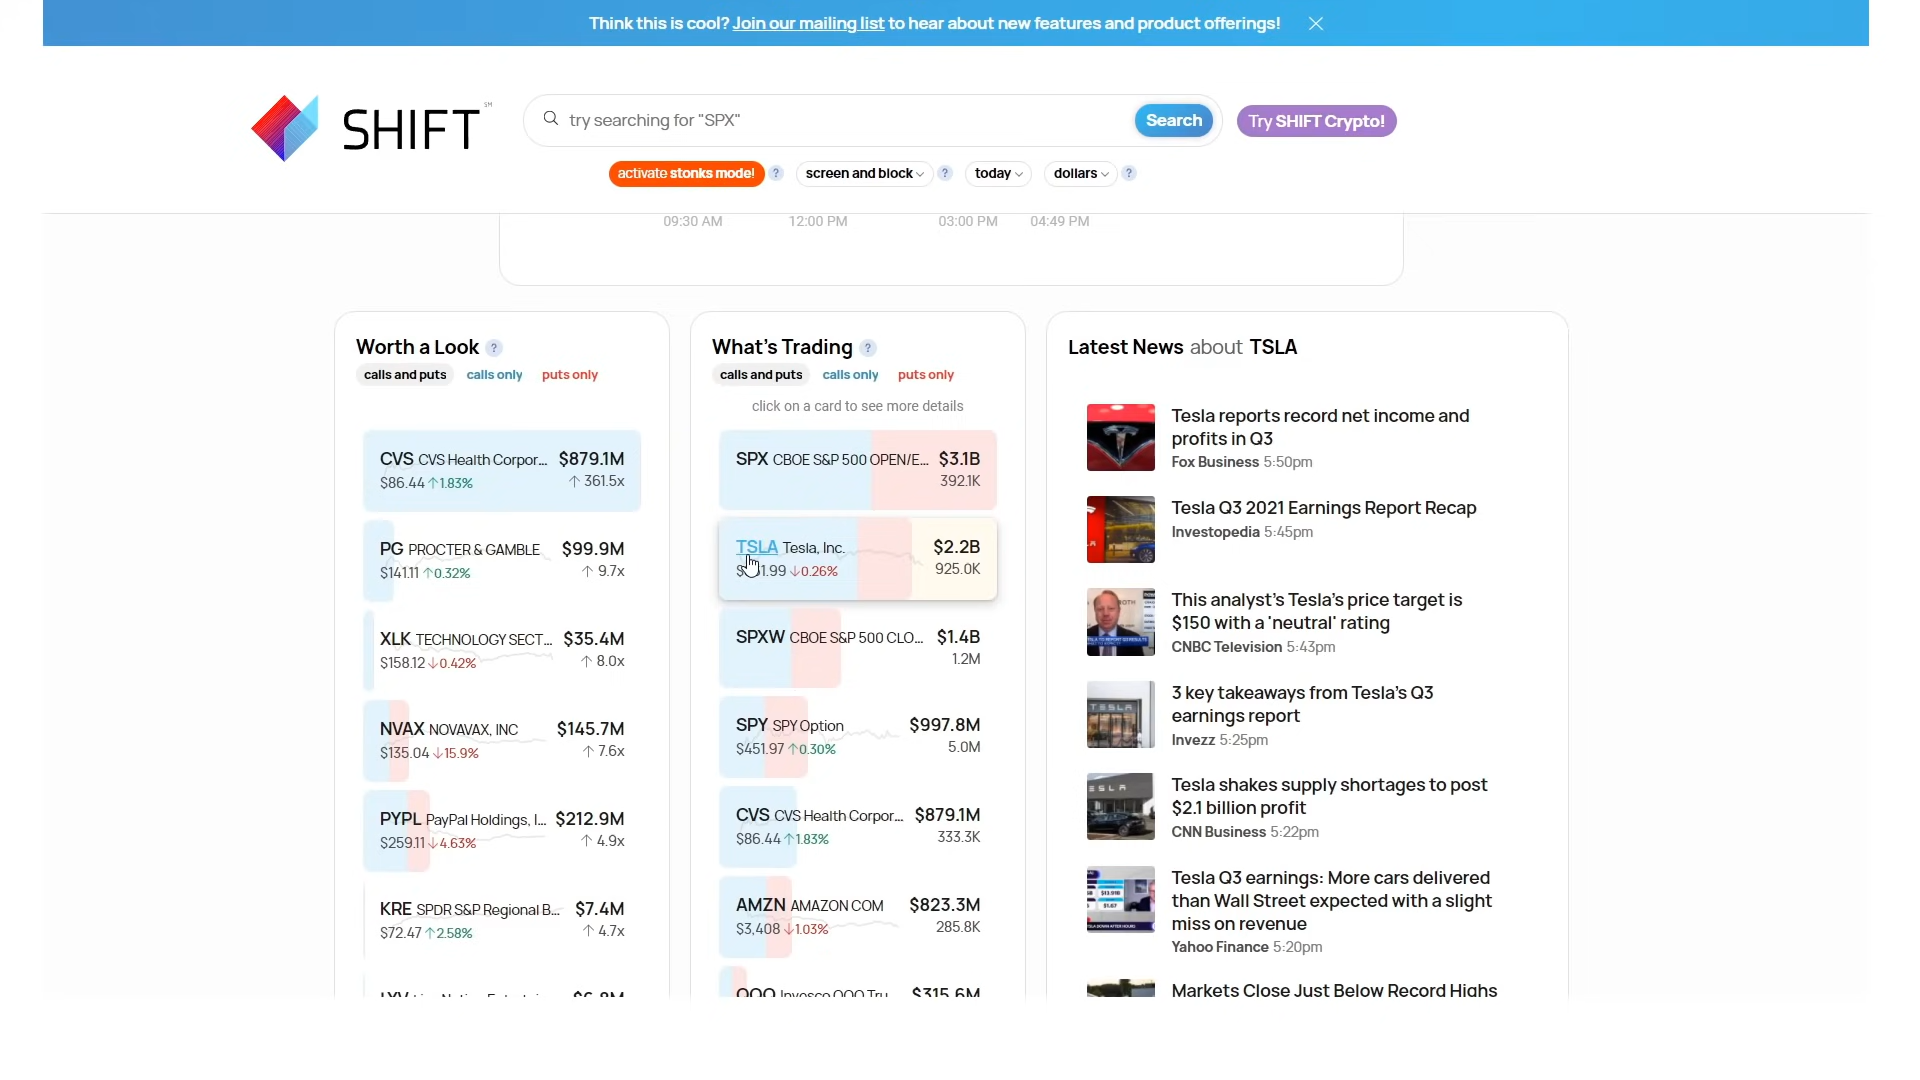 Think this is cool? Join our mailing list to hear about new features and product offerings!
SHIFT SM
try searching for "SPX"
Search
Try SHIFT Crypto!
activate stonks mode! ?
screen and block ?
today
dollars ?
09:30 AM 12:00 PM 03:00 PM 04:49 PM
Worth a Look ?
calls and puts calls only puts only
CVS CVS Health Corpor... $879.1M
$86.44 ↑1.83% ↑ 361.5x
PG PROCTER & GAMBLE $99.9M
$141.11 ↑0.32% ↑ 9.7x
XLK TECHNOLOGY SECT... $35.4M
$158.12 ↓0.42% ↑ 8.0x
NVAX NOVAVAX, INC $145.7M
$135.04 ↓15.9% ↑ 7.6x
PYPL PayPal Holdings, I... $212.9M
$259.11 ↓4.63% ↑ 4.9x
KRE SPDR S&P Regional B... $7.4M
$72.47 ↑2.58% ↑ 4.7x
What's Trading ?
calls and puts calls only puts only
click on a card to see more details
SPX CBOE S&P 500 OPEN/E... $3.1B
392.1K
TSLA Tesla, Inc. $2.2B
↓0.26% 925.0K
SPXW CBOE S&P 500 CLO... $1.4B
1.2M
SPY SPY Option $997.8M
$451.97 ↑0.30% 5.0M
CVS CVS Health Corpor... $879.1M
$86.44 ↑1.83% 333.3K
AMZN AMAZON COM $823.3M
$3,408 ↓1.03% 285.8K
QQQ Invesco QQQ Tru... $315.6M
Latest News about TSLA
Tesla reports record net income and
profits in Q3
Fox Business 5:50pm
Tesla Q3 2021 Earnings Report Recap
Investopedia 5:45pm
This analyst's Tesla's price target is
$150 with a 'neutral' rating
CNBC Television 5:43pm
3 key takeaways from Tesla's Q3
earnings report
Invezz 5:25pm
Tesla shakes supply shortages to post
$2.1 billion profit
CNN Business 5:22pm
Tesla Q3 earnings: More cars delivered
than Wall Street expected with a slight
miss on revenue
Yahoo Finance 5:20pm
Markets Close Just Below Record Highs